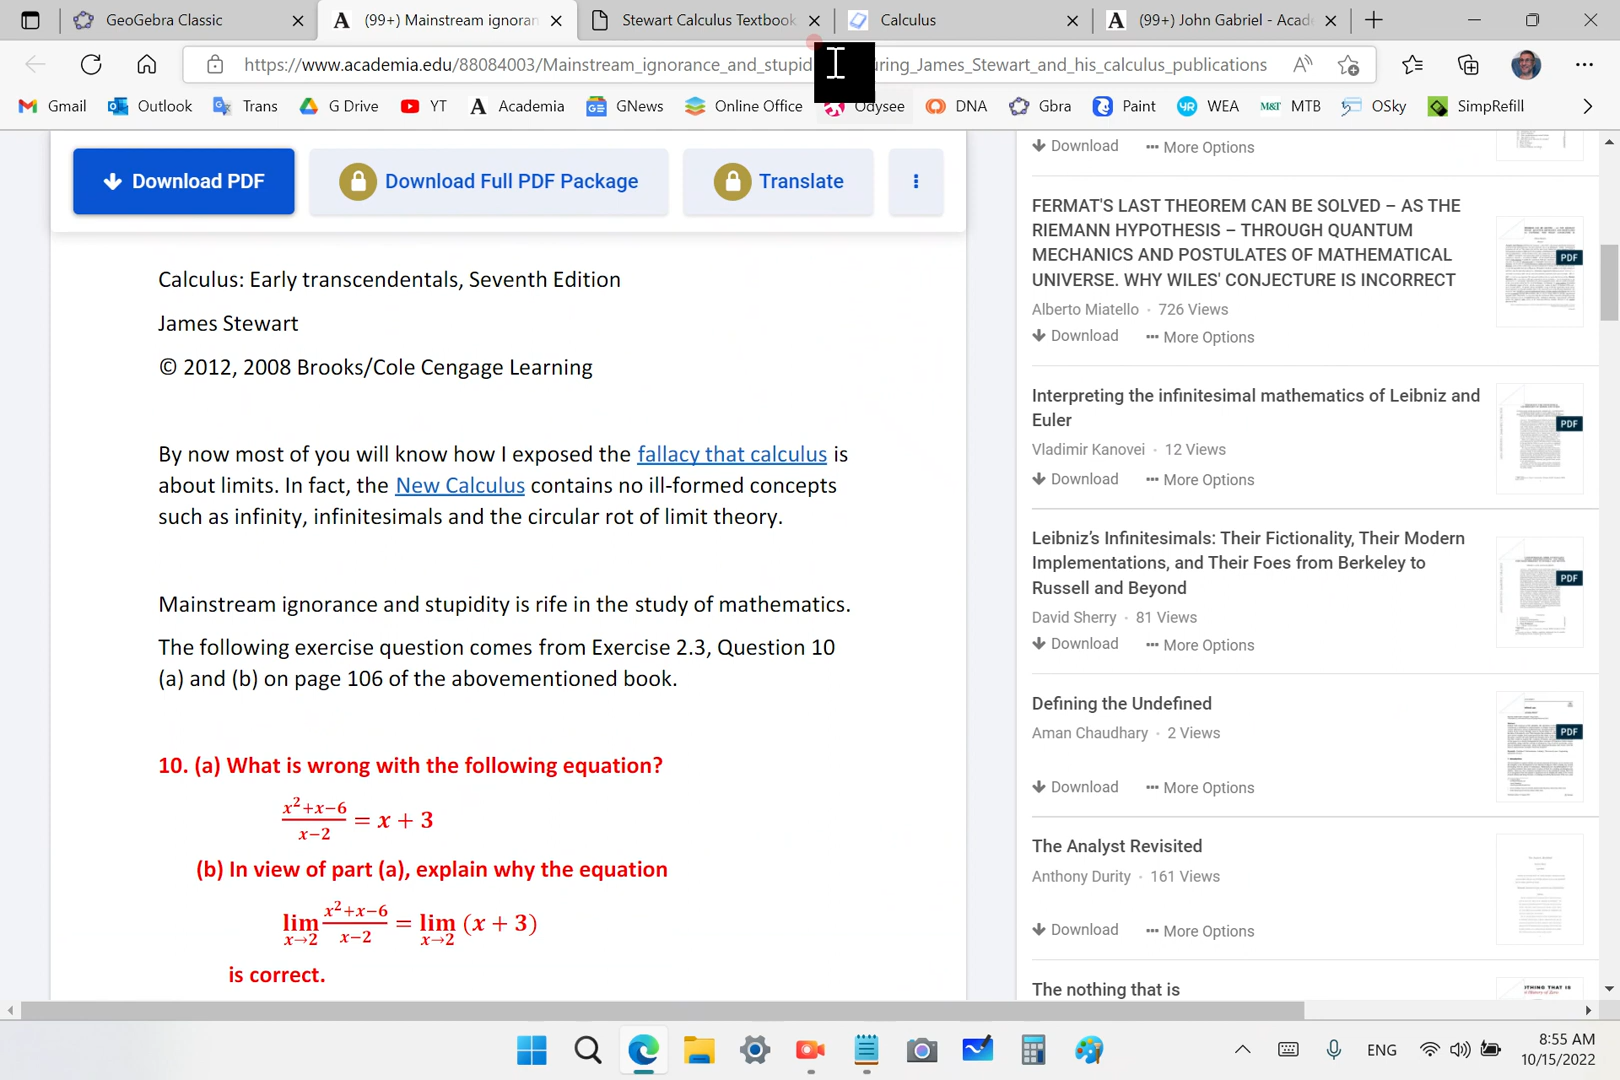 GeoGebra Classic
(99+) Mainstream ignoran
Stewart Calculus Textbook
Calculus
(99+) John Gabriel - Acad
https://www.academia.edu/88084003/Mainstream_ignorance_and_stupid uring_James_Stewart_and_his_calculus_publications
Gmail Outlook Trans G Drive YT Academia GNews Online Office Odysee DNA Gbra Paint WEA M&T MTB OSky SimpRefill
Download PDF
Download Full PDF Package
Translate
Calculus: Early transcendentals, Seventh Edition
James Stewart
© 2012, 2008 Brooks/Cole Cengage Learning
By now most of you will know how I exposed the fallacy that calculus is
about limits. In fact, the New Calculus contains no ill-formed concepts
such as infinity, infinitesimals and the circular rot of limit theory.
Mainstream ignorance and stupidity is rife in the study of mathematics.
The following exercise question comes from Exercise 2.3, Question 10
(a) and (b) on page 106 of the abovementioned book.
10. (a) What is wrong with the following equation?
x²+x−6
x−2
= x + 3
(b) In view of part (a), explain why the equation
lim x→2 x²+x−6
x−2
= lim x→2 (x + 3)
is correct.
Download ••• More Options
FERMAT'S LAST THEOREM CAN BE SOLVED – AS THE
RIEMANN HYPOTHESIS – THROUGH QUANTUM
MECHANICS AND POSTULATES OF MATHEMATICAL
UNIVERSE. WHY WILES' CONJECTURE IS INCORRECT
PDF
Alberto Miatello · 726 Views
Download ••• More Options
Interpreting the infinitesimal mathematics of Leibniz and
Euler
PDF
Vladimir Kanovei · 12 Views
Download ••• More Options
Leibniz's Infinitesimals: Their Fictionality, Their Modern
Implementations, and Their Foes from Berkeley to
Russell and Beyond
PDF
David Sherry · 81 Views
Download ••• More Options
Defining the Undefined
PDF
Aman Chaudhary · 2 Views
Download ••• More Options
The Analyst Revisited
Anthony Durity · 161 Views
Download ••• More Options
The nothing that is
ENG
8:55 AM
10/15/2022